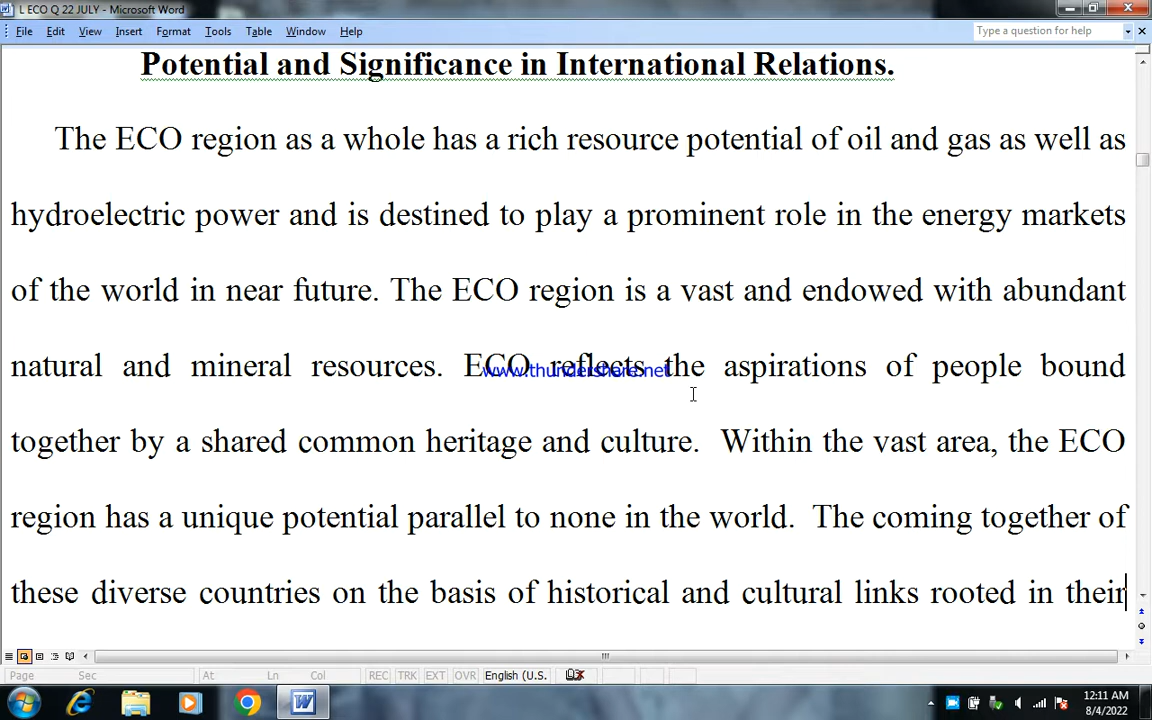 L ECO Q 22 JULY - Microsoft Word
File Edit View Insert Format Tools Table Window Help Type a question for help
Potential and Significance in International Relations.
The ECO region as a whole has a rich resource potential of oil and gas as well as
hydroelectric power and is destined to play a prominent role in the energy markets
of the world in near future. The ECO region is a vast and endowed with abundant
natural and mineral resources. ECO reflects the aspirations of people bound
www.thundershare.net
together by a shared common heritage and culture. Within the vast area, the ECO
region has a unique potential parallel to none in the world. The coming together of
these diverse countries on the basis of historical and cultural links rooted in their
Page Sec At Ln Col REC TRK EXT OVR English (U.S.
12:11 AM
8/4/2022